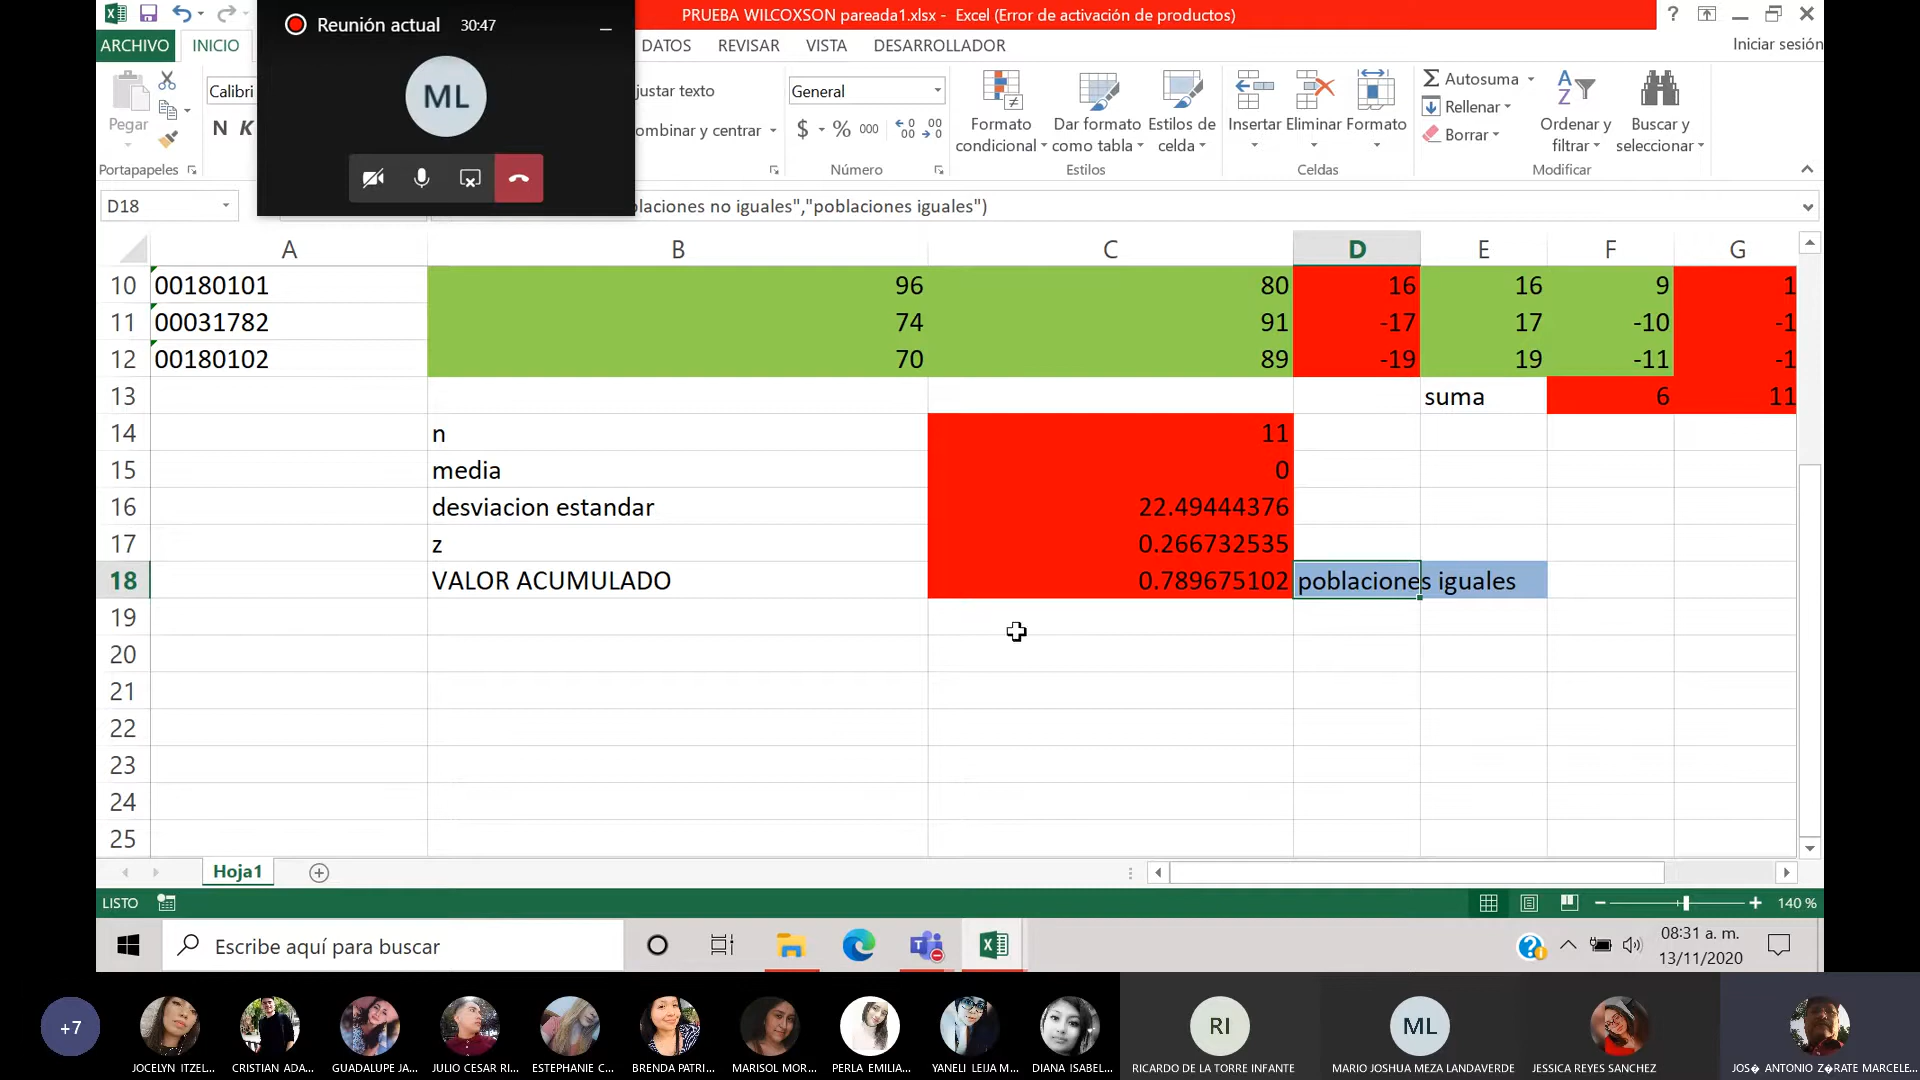 PRUEBA WILCOXSON pareada1.xlsx - Excel (Error de activación de productos)
Reunión actual 30:47
ML
ARCHIVO INICIO DATOS REVISAR VISTA DESARROLLADOR Iniciar sesión
Pegar
Portapapeles
Calibri
N K
justar texto
ombinar y centrar
General
$ % 000
Número
Formato condicional
Dar formato como tabla
Estilos de celda
Estilos
Insertar Eliminar Formato
Celdas
Autosuma
Rellenar
Borrar
Ordenar y filtrar
Buscar y seleccionar
Modificar
D18 laciones no iguales","poblaciones iguales")
A B C D E F G
10 00180101 96 80 16 16 9 1
11 00031782 74 91 -17 17 -10 -1
12 00180102 70 89 -19 19 -11 -1
13 suma 6 11
14 n 11
15 media 0
16 desviacion estandar 22.49444376
17 z 0.266732535
18 VALOR ACUMULADO 0.789675102 poblaciones iguales
19
20
21
22
23
24
25
Hoja1
LISTO 140 %
Escribe aquí para buscar
08:31 a. m.
13/11/2020
+7 RI ML
JOCELYN ITZEL... CRISTIAN ADA... GUADALUPE JA... JULIO CESAR RI... ESTEPHANIE C... BRENDA PATRI... MARISOL MOR... PERLA EMILIA... YANELI LEIJA M... DIANA ISABEL... RICARDO DE LA TORRE INFANTE MARIO JOSHUA MEZA LANDAVERDE JESSICA REYES SANCHEZ JOS� ANTONIO Z�RATE MARCELE...